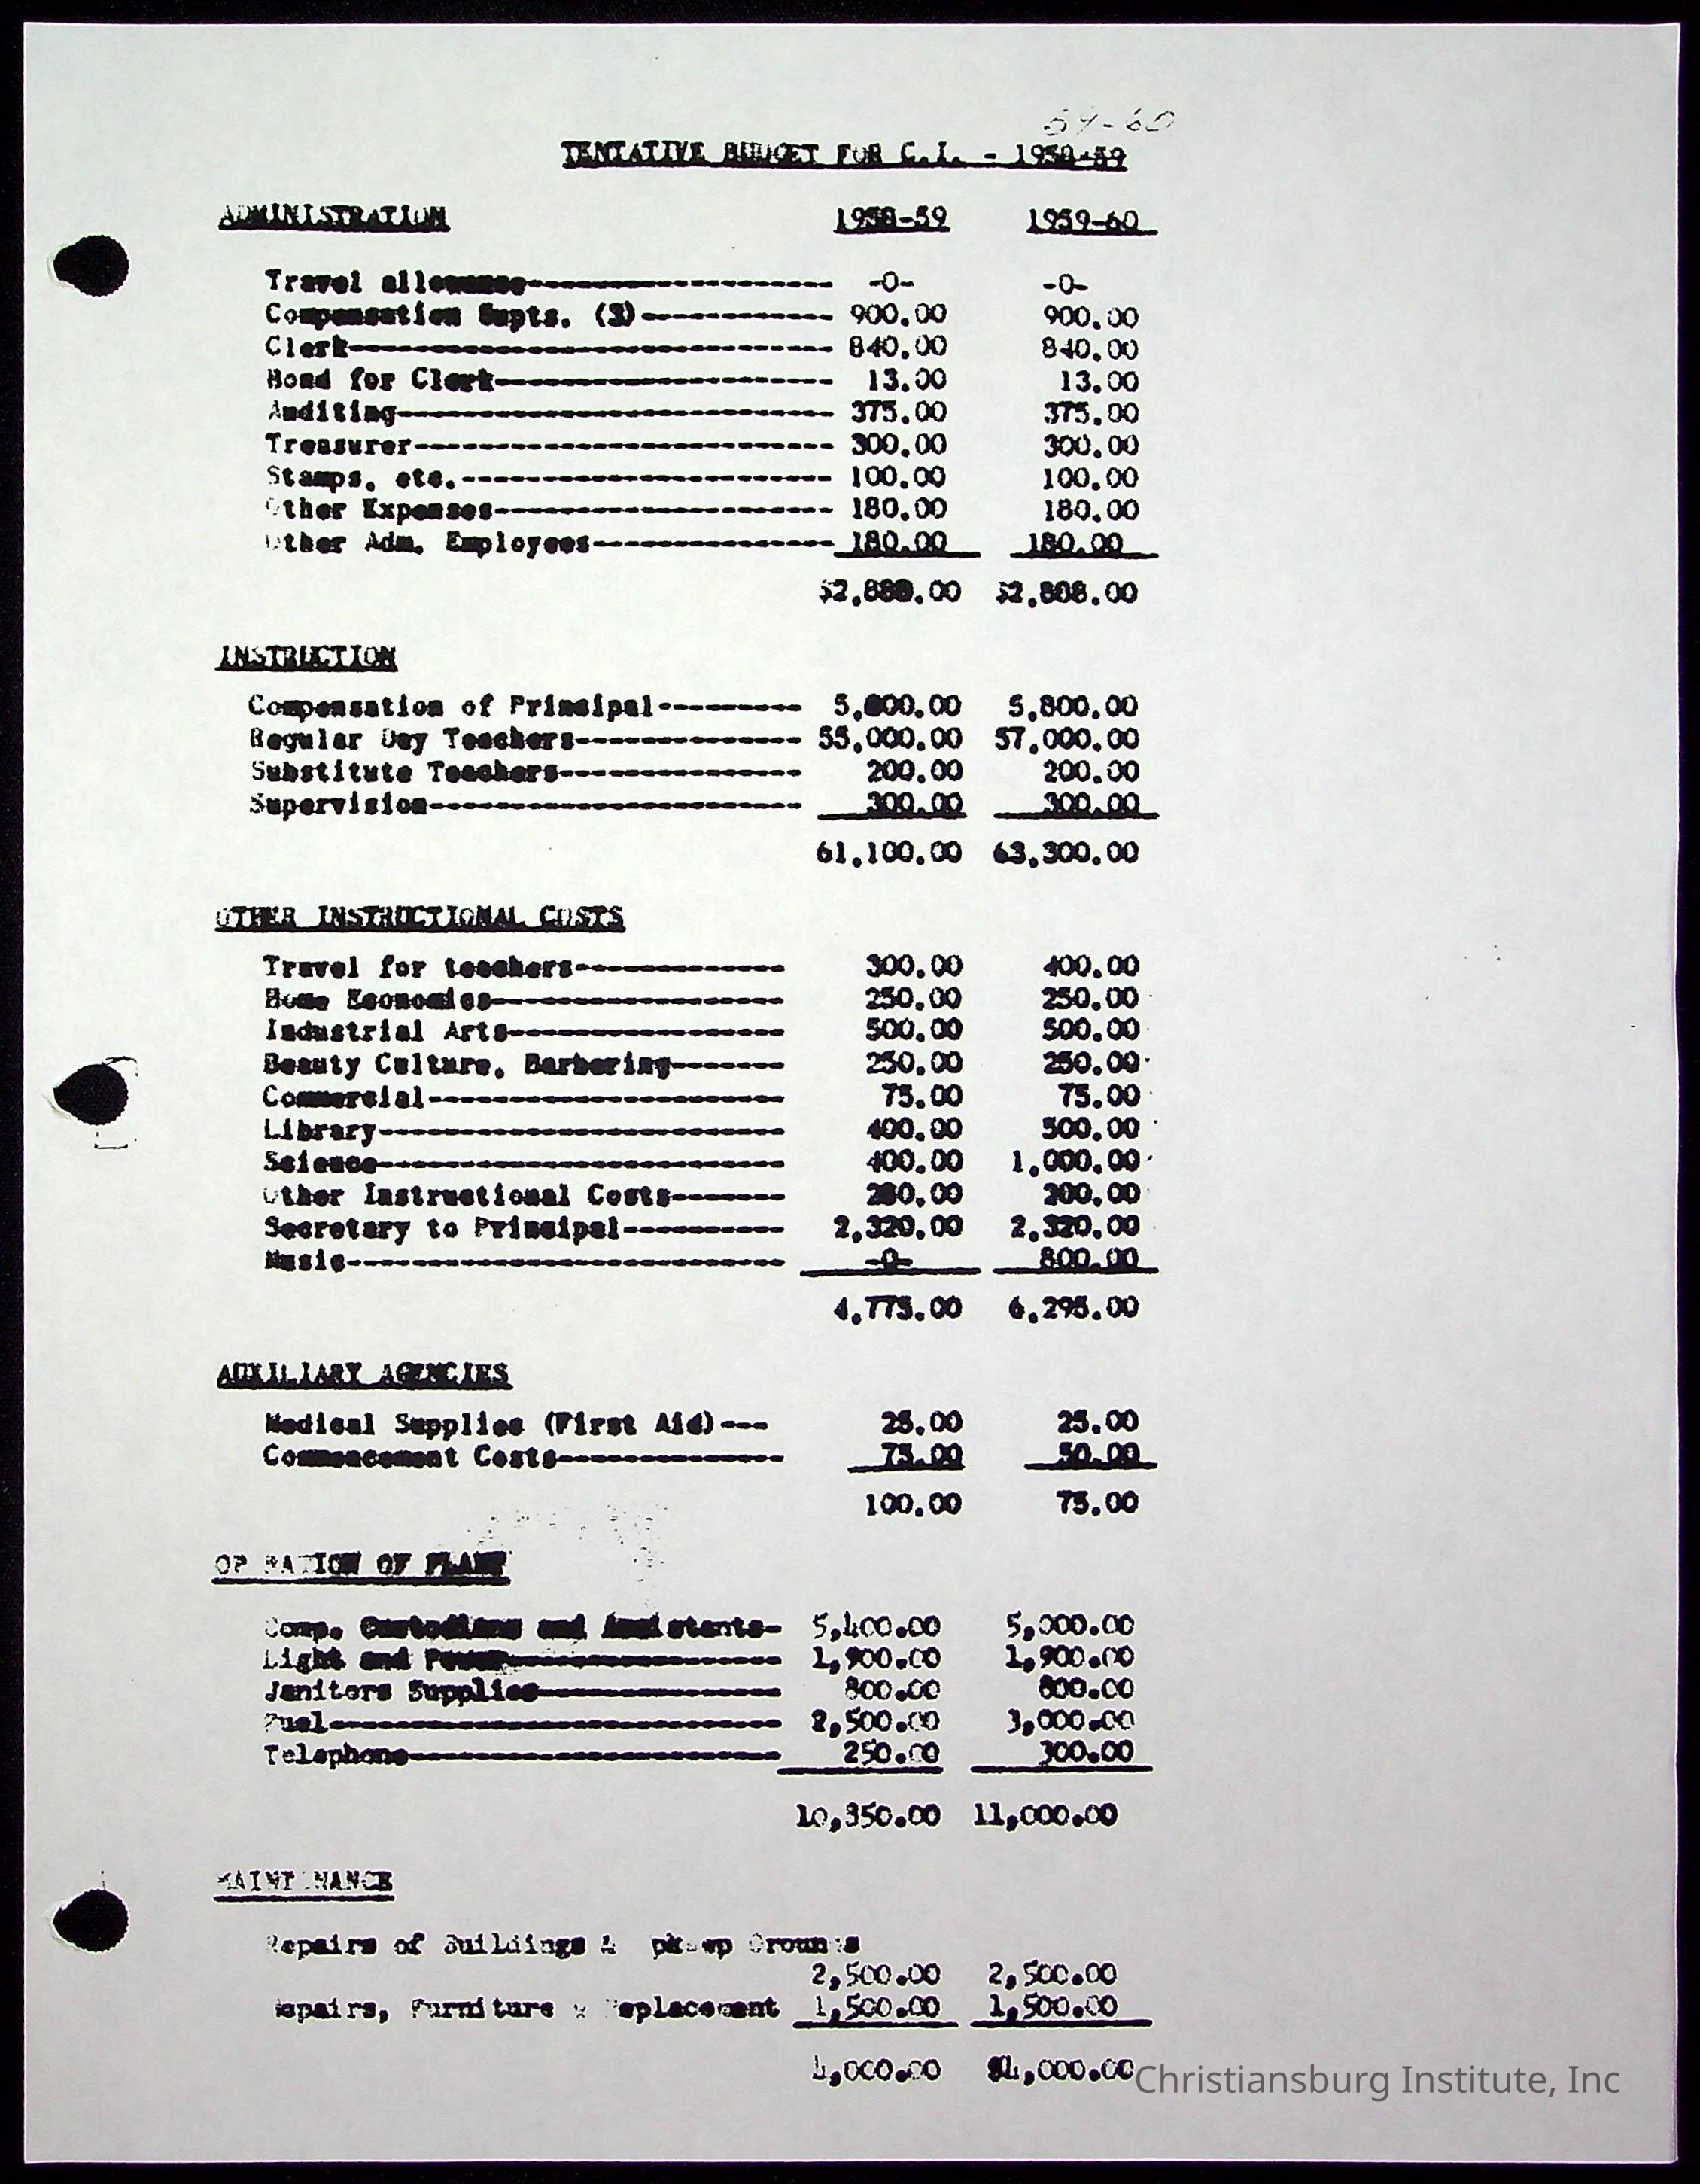 59-60
TENTATIVE BUDGET FOR C.I. - 1958-59
ADMINISTRATION 1958-59 1959-60
Travel allowance -0- -0-
Compensation Supts. (3) 900.00 900.00
Clerk 840.00 840.00
Bond for Clerk 13.00 13.00
Auditing 375.00 375.00
Treasurer 300.00 300.00
Stamps, etc. 100.00 100.00
Other Expenses 180.00 180.00
Other Adm. Employees 180.00 180.00
$2,888.00 $2,808.00
INSTRUCTION
Compensation of Principal 5,600.00 5,800.00
Regular Day Teachers 55,000.00 57,000.00
Substitute Teachers 200.00 200.00
Supervision 300.00 300.00
61,100.00 63,300.00
OTHER INSTRUCTIONAL COSTS
Travel for teachers 300.00 400.00
Home Economics 250.00 250.00
Industrial Arts 500.00 500.00
Beauty Culture, Barbering 250.00 250.00
Commercial 75.00 75.00
Library 400.00 500.00
Science 400.00 1,000.00
Other Instructional Costs 200.00
Secretary to Principal 2,320.00 2,320.00
Music -0- 800.00
4,775.00 6,295.00
AUXILIARY AGENCIES
Medical Supplies (First Aid) 25.00 25.00
Commencement Costs 75.00 50.00
100.00 75.00
OPERATION OF PLANT
Comp. Custodians and Assistants 5,400.00 5,000.00
Light and Power 1,900.00 1,900.00
Janitors Supplies 800.00 800.00
Fuel 2,500.00 3,000.00
Telephone 250.00 300.00
10,350.00 11,000.00
MAINTENANCE
Repairs of Buildings & Grounds
2,500.00 2,500.00
Repairs, Furniture & Replacement 1,500.00 1,500.00
4,000.00 $4,000.00
Christiansburg Institute, Inc